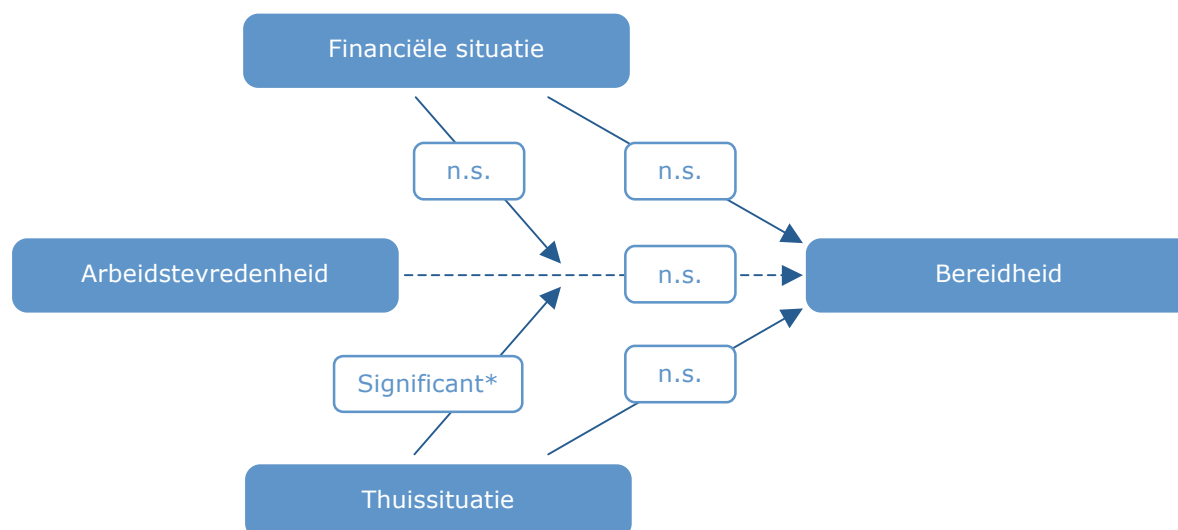 Financiële situatie
n.s.
n.s.
Arbeidstevredenheid
n.s.
Bereidheid
Significant*
n.s.
Thuissituatie